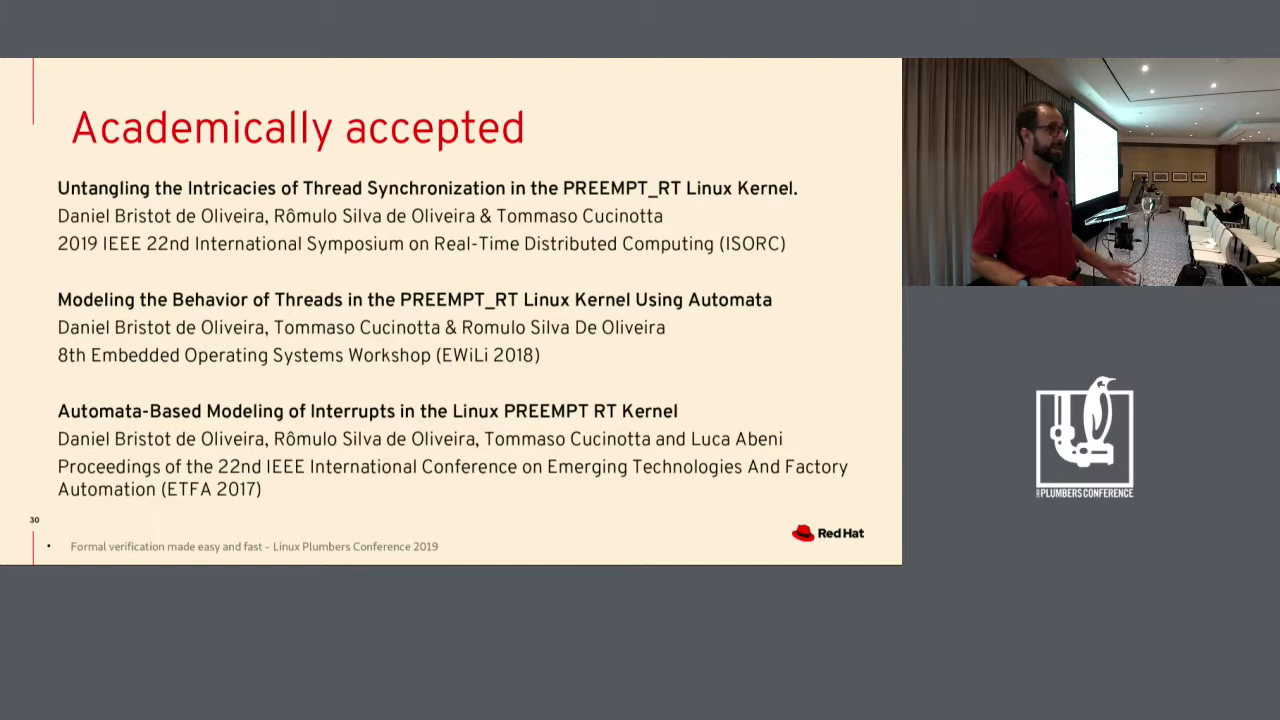 Academically accepted
Untangling the Intricacies of Thread Synchronization in the PREEMPT_RT Linux Kernel.
Daniel Bristot de Oliveira, Rômulo Silva de Oliveira & Tommaso Cucinotta
2019 IEEE 22nd International Symposium on Real-Time Distributed Computing (ISORC)
Modeling the Behavior of Threads in the PREEMPT_RT Linux Kernel Using Automata
Daniel Bristot de Oliveira, Tommaso Cucinotta & Romulo Silva De Oliveira
8th Embedded Operating Systems Workshop (EWiLi 2018)
Automata-Based Modeling of Interrupts in the Linux PREEMPT RT Kernel
Daniel Bristot de Oliveira, Rômulo Silva de Oliveira, Tommaso Cucinotta and Luca Abeni
Proceedings of the 22nd IEEE International Conference on Emerging Technologies And Factory
Automation (ETFA 2017)
30
Red Hat
• Formal verification made easy and fast - Linux Plumbers Conference 2019
PLUMBERS CONFERENCE